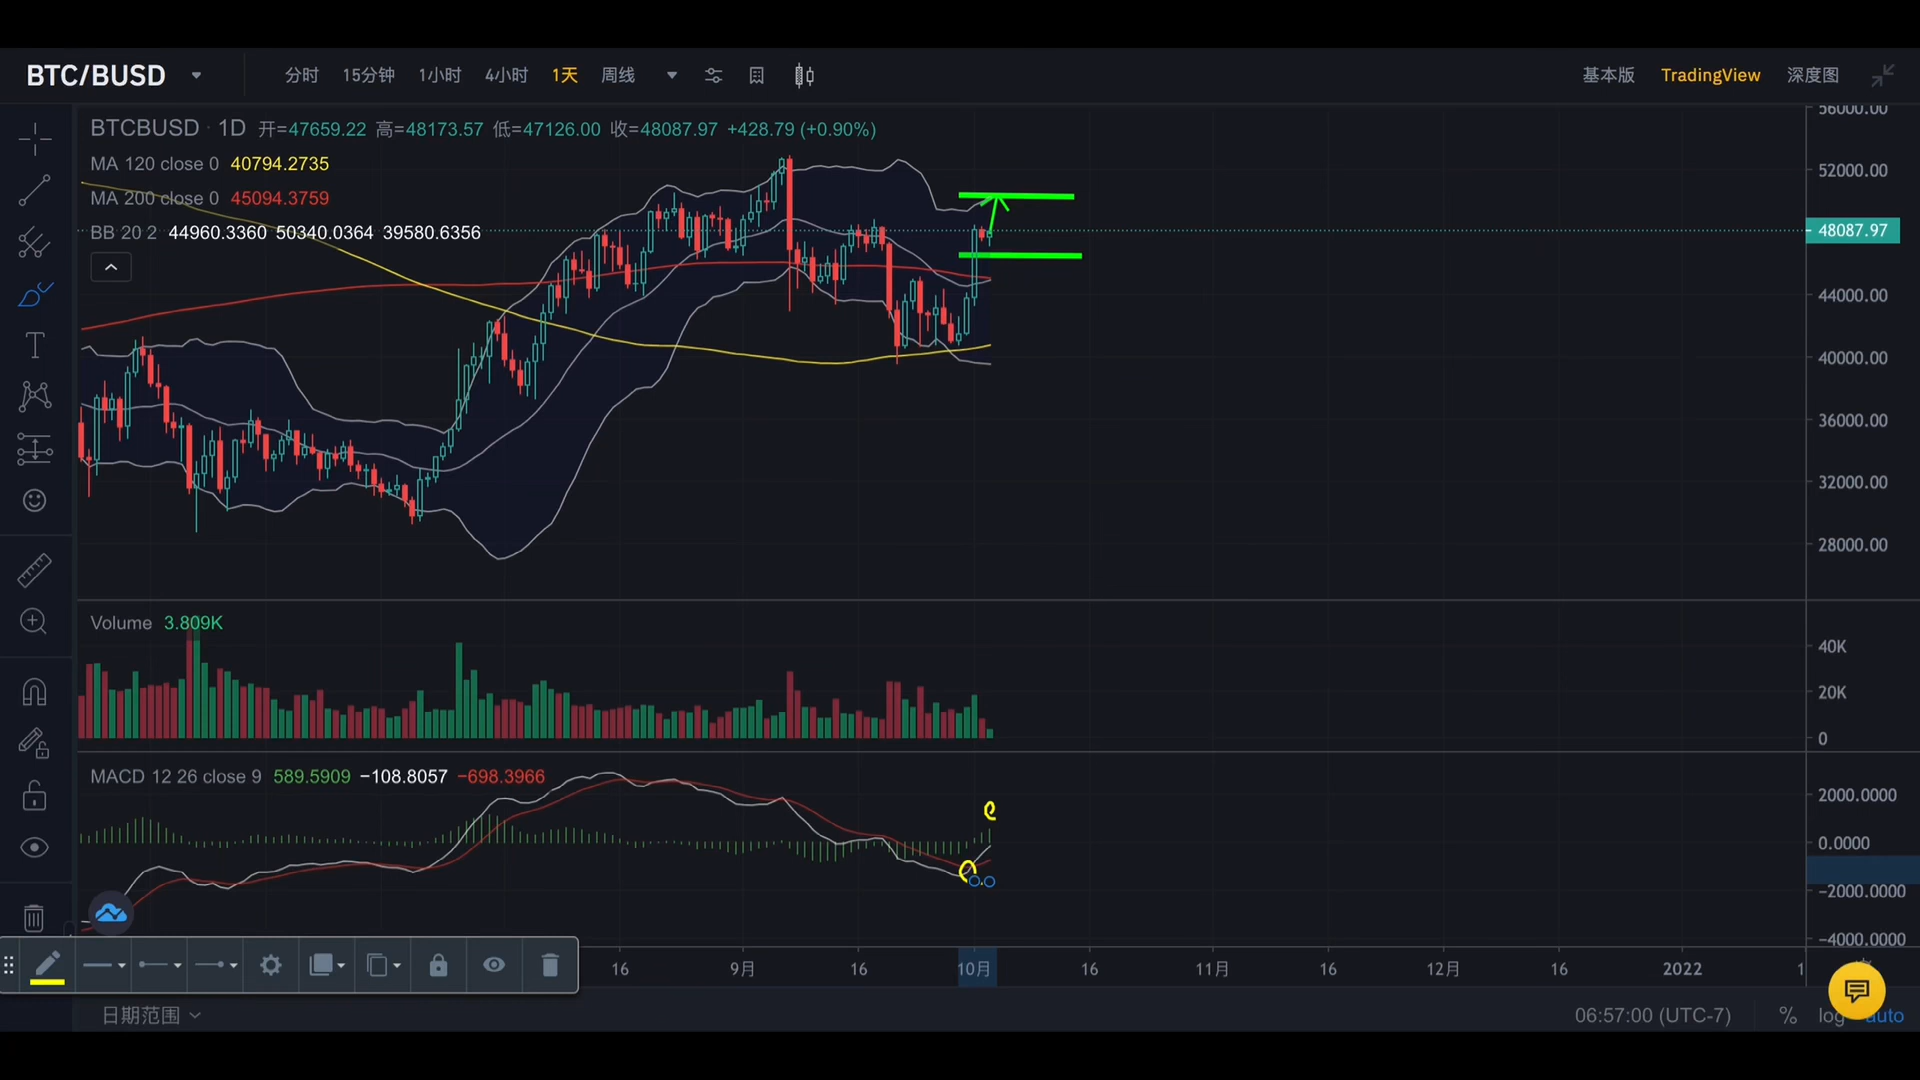 BTC/BUSD 分时 15分钟 1小时 4小时 1天 周线 基本版 TradingView 深度图
BTCBUSD · 1D 开=47659.22 高=48173.57 低=47126.00 收=48087.97 +428.79 (+0.90%)
MA 120 close 0 40794.2735
MA 200 close 0 45094.3759
BB 20 2 44960.3360 50340.0364 39580.6356
56000.00
52000.00
48087.97
44000.00
40000.00
36000.00
32000.00
28000.00
Volume 3.809K
40K
20K
0
MACD 12 26 close 9 589.5909 −108.8057 −698.3966
2000.0000
0.0000
−2000.0000
−4000.0000
16 9月 16 10月 16 11月 16 12月 16 2022 1
日期范围 06:57:00 (UTC-7) % log auto